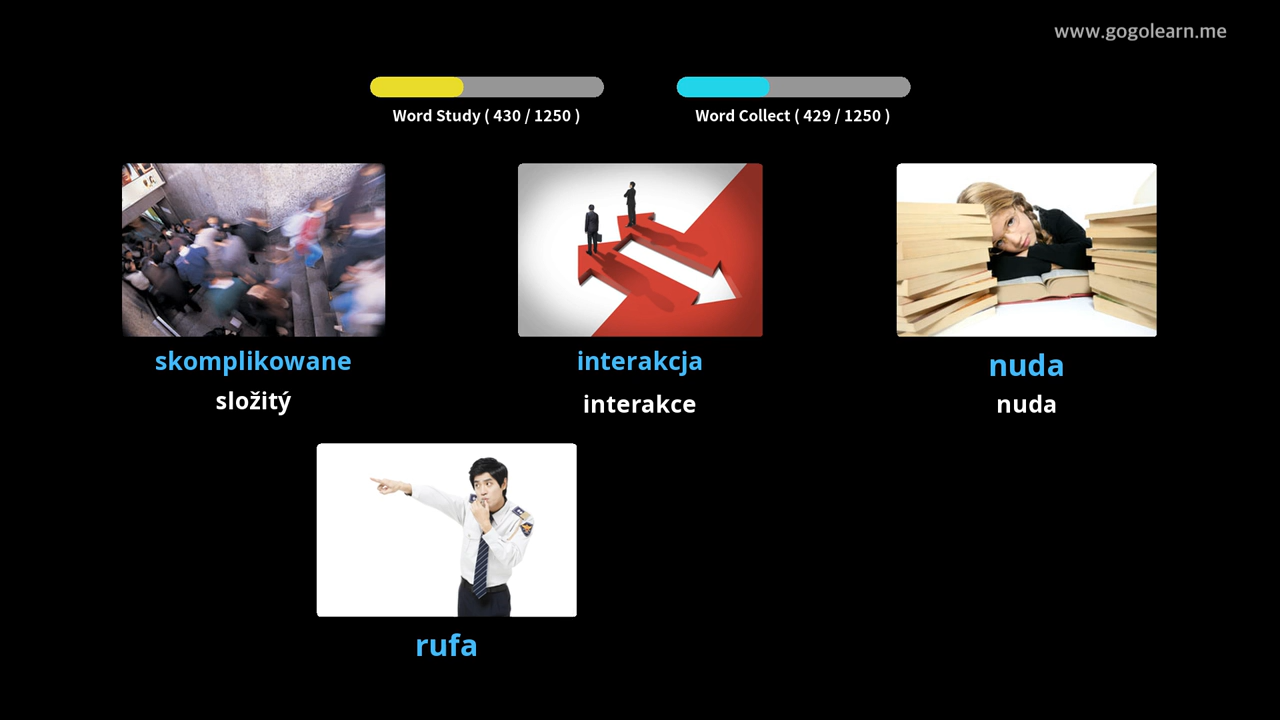 www.gogolearn.me
Word Study ( 430 / 1250 )
Word Collect ( 429 / 1250 )
skomplikowane
interakcja
nuda
složitý
interakce
nuda
rufa